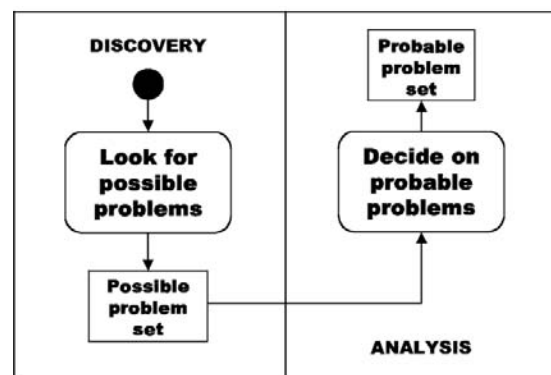 DISCOVERY
Look for
possible
problems
Possible
problem
set
Probable
problem
set
Decide on
probable
problems
ANALYSIS